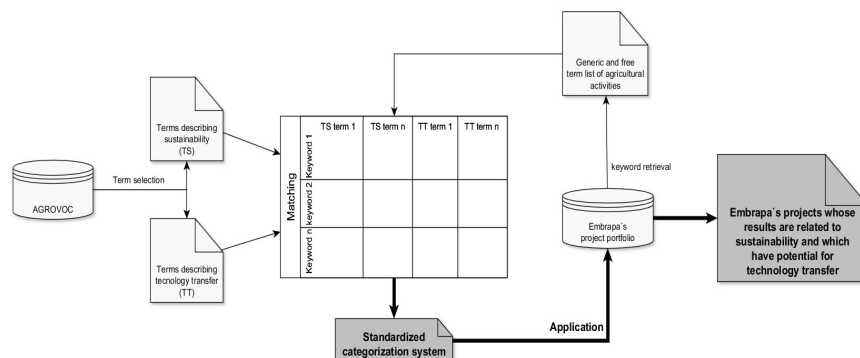 Generic and free
term list of agricultural
activities
Terms describing
sustainability
(TS)
TS term 1
TS term n
TT term 1
TT term n
Matching
Keyword 1
keyword 2
Keyword n
Term selection
AGROVOC
keyword retrieval
Terms describing
tecnology transfer
(TT)
Embrapa´s
project portfolio
Embrapa´s projects whose
results are related to
sustainability and which
have potential for
technology transfer
Application
Standardized
categorization system